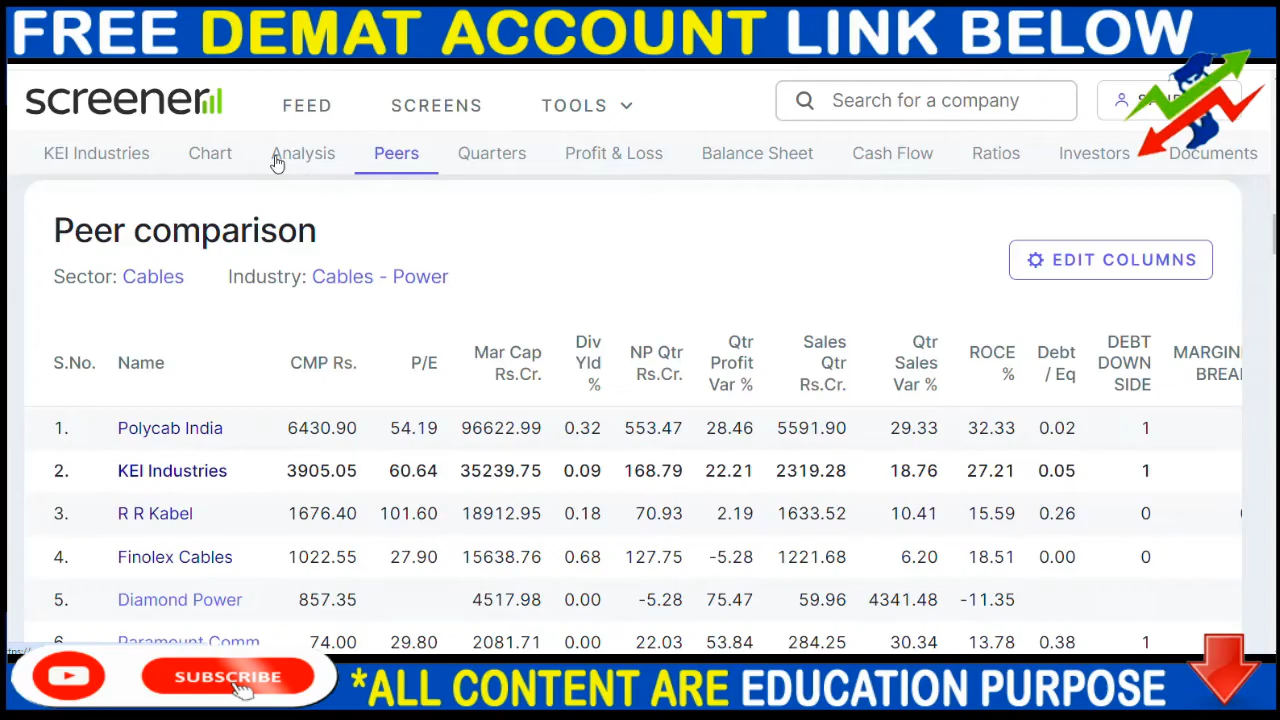 FREE DEMAT ACCOUNT LINK BELOW
screener FEED SCREENS TOOLS Search for a company
KEI Industries Chart Analysis Peers Quarters Profit & Loss Balance Sheet Cash Flow Ratios Investors Documents
Peer comparison
Sector: Cables Industry: Cables - Power
EDIT COLUMNS
S.No. Name CMP Rs. P/E Mar Cap Rs.Cr. Div Yld % NP Qtr Rs.Cr. Qtr Profit Var % Sales Qtr Rs.Cr. Qtr Sales Var % ROCE % Debt / Eq DEBT DOWN SIDE
1. Polycab India 6430.90 54.19 96622.99 0.32 553.47 28.46 5591.90 29.33 32.33 0.02 1
2. KEI Industries 3905.05 60.64 35239.75 0.09 168.79 22.21 2319.28 18.76 27.21 0.05 1
3. R R Kabel 1676.40 101.60 18912.95 0.18 70.93 2.19 1633.52 10.41 15.59 0.26 0
4. Finolex Cables 1022.55 27.90 15638.76 0.68 127.75 -5.28 1221.68 6.20 18.51 0.00 0
5. Diamond Power 857.35 4517.98 0.00 -5.28 75.47 59.96 4341.48 -11.35
6. Paramount Comm 74.00 29.80 2081.71 0.00 22.03 53.84 284.25 30.34 13.78 0.38 1
SUBSCRIBE
*ALL CONTENT ARE EDUCATION PURPOSE